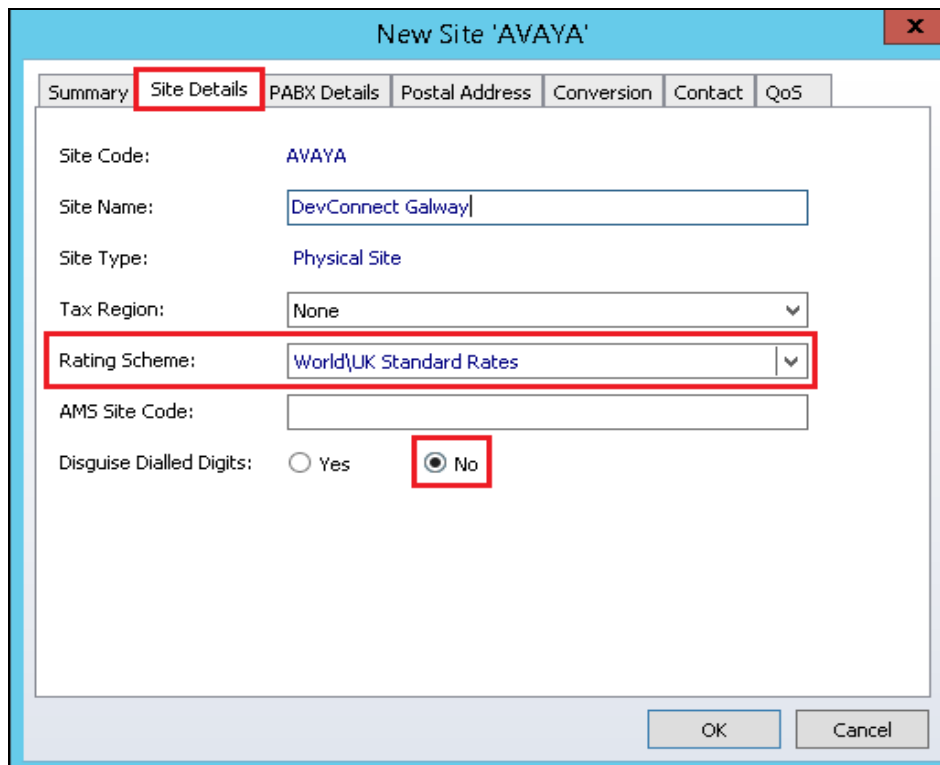 New Site 'AVAYA'
x
Summary Site Details PABX Details Postal Address Conversion Contact QoS
Site Code: AVAYA
Site Name: DevConnect Galway
Site Type: Physical Site
Tax Region: None
Rating Scheme: World\UK Standard Rates
AMS Site Code:
Disguise Dialled Digits: Yes No
OK Cancel